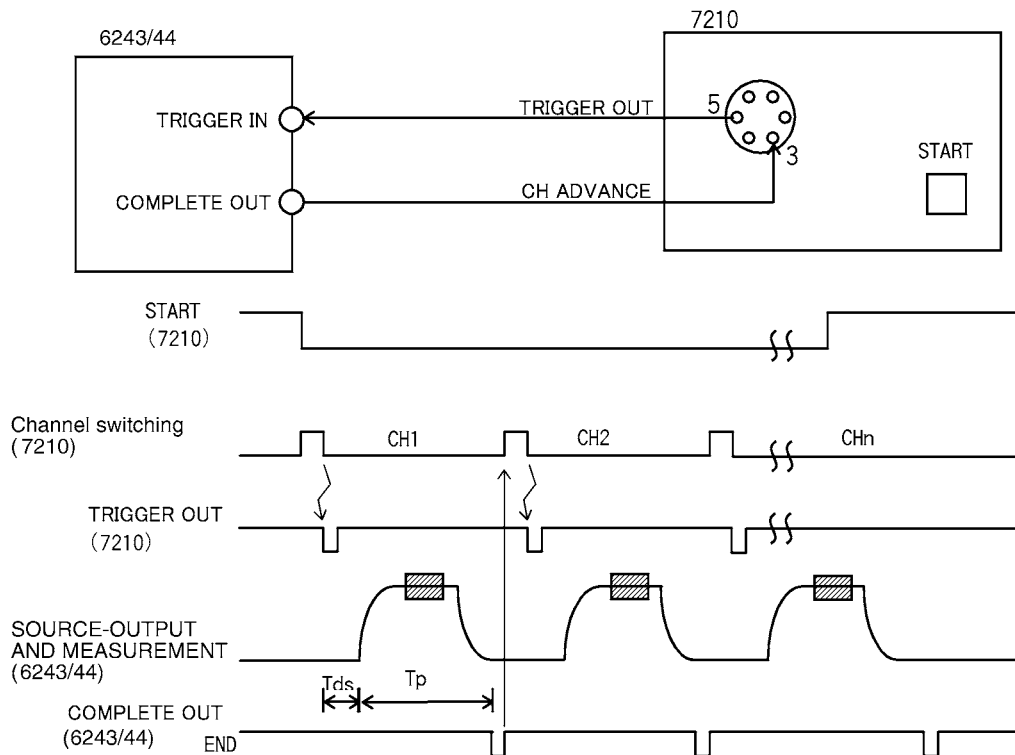 6243/44
7210
TRIGGER IN
TRIGGER OUT
5
3
START
COMPLETE OUT
CH ADVANCE
START
(7210)
Channel switching
(7210)
CH1
CH2
CHn
TRIGGER OUT
(7210)
SOURCE-OUTPUT
AND MEASUREMENT
(6243/44)
Tds
Tp
COMPLETE OUT
(6243/44)
END